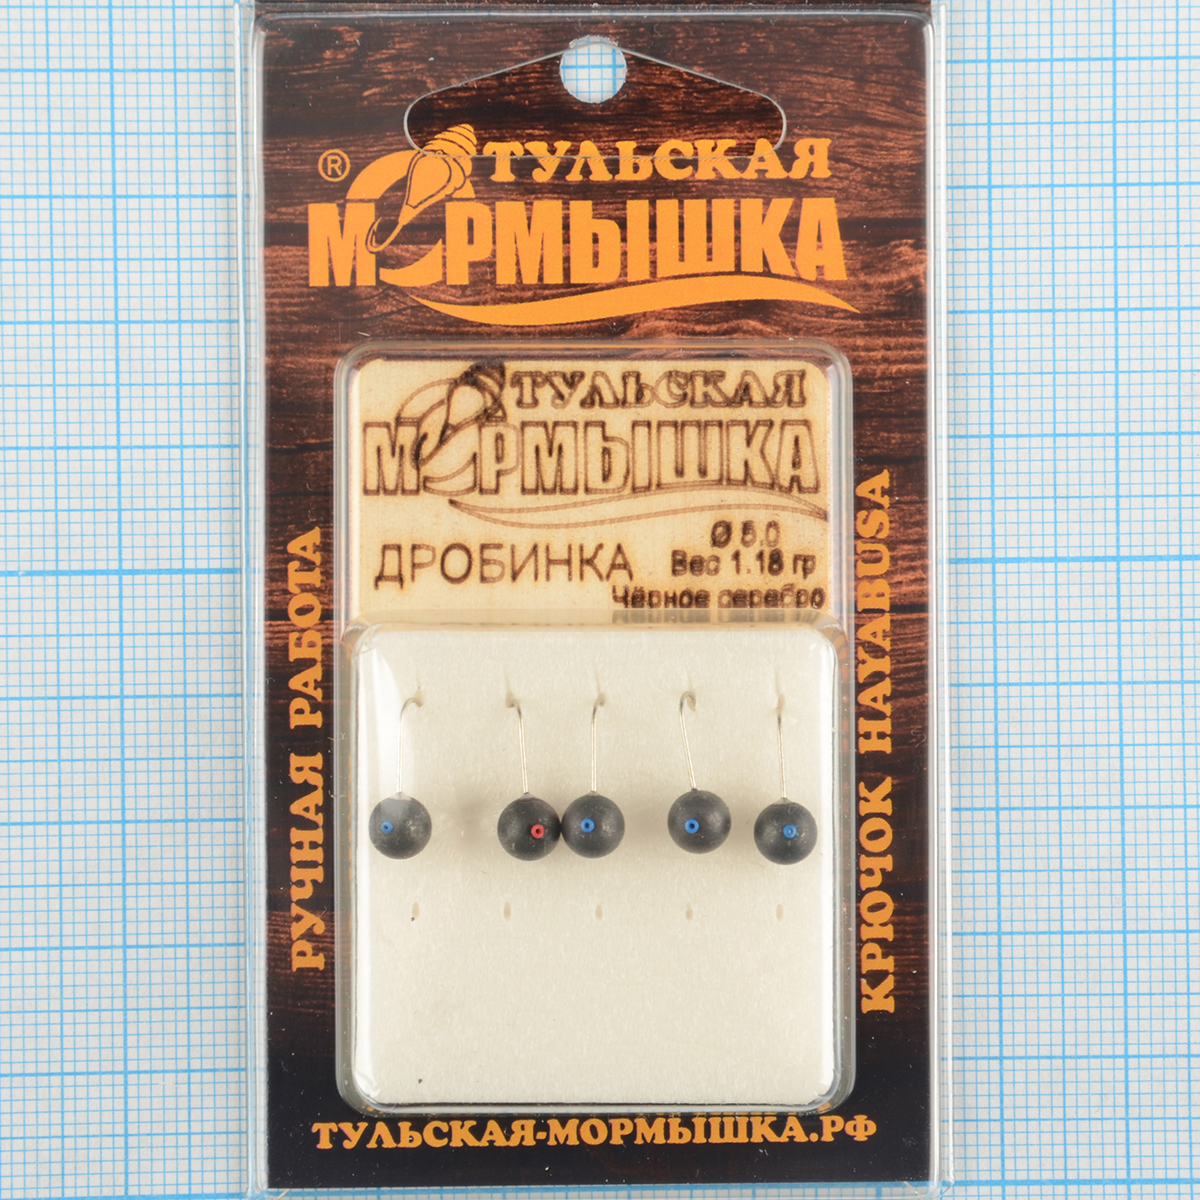 ®
ТУЛЬСКАЯ
МОРМЫШКА
ТУЛЬСКАЯ
МОРМЫШКА
ДРОБИНКА
Ø 5.0
Вес 1.18 гр
Чёрное серебро
РУЧНАЯ РАБОТА
КРЮЧОК HAYABUSA
ТУЛЬСКАЯ-МОРМЫШКА.РФ